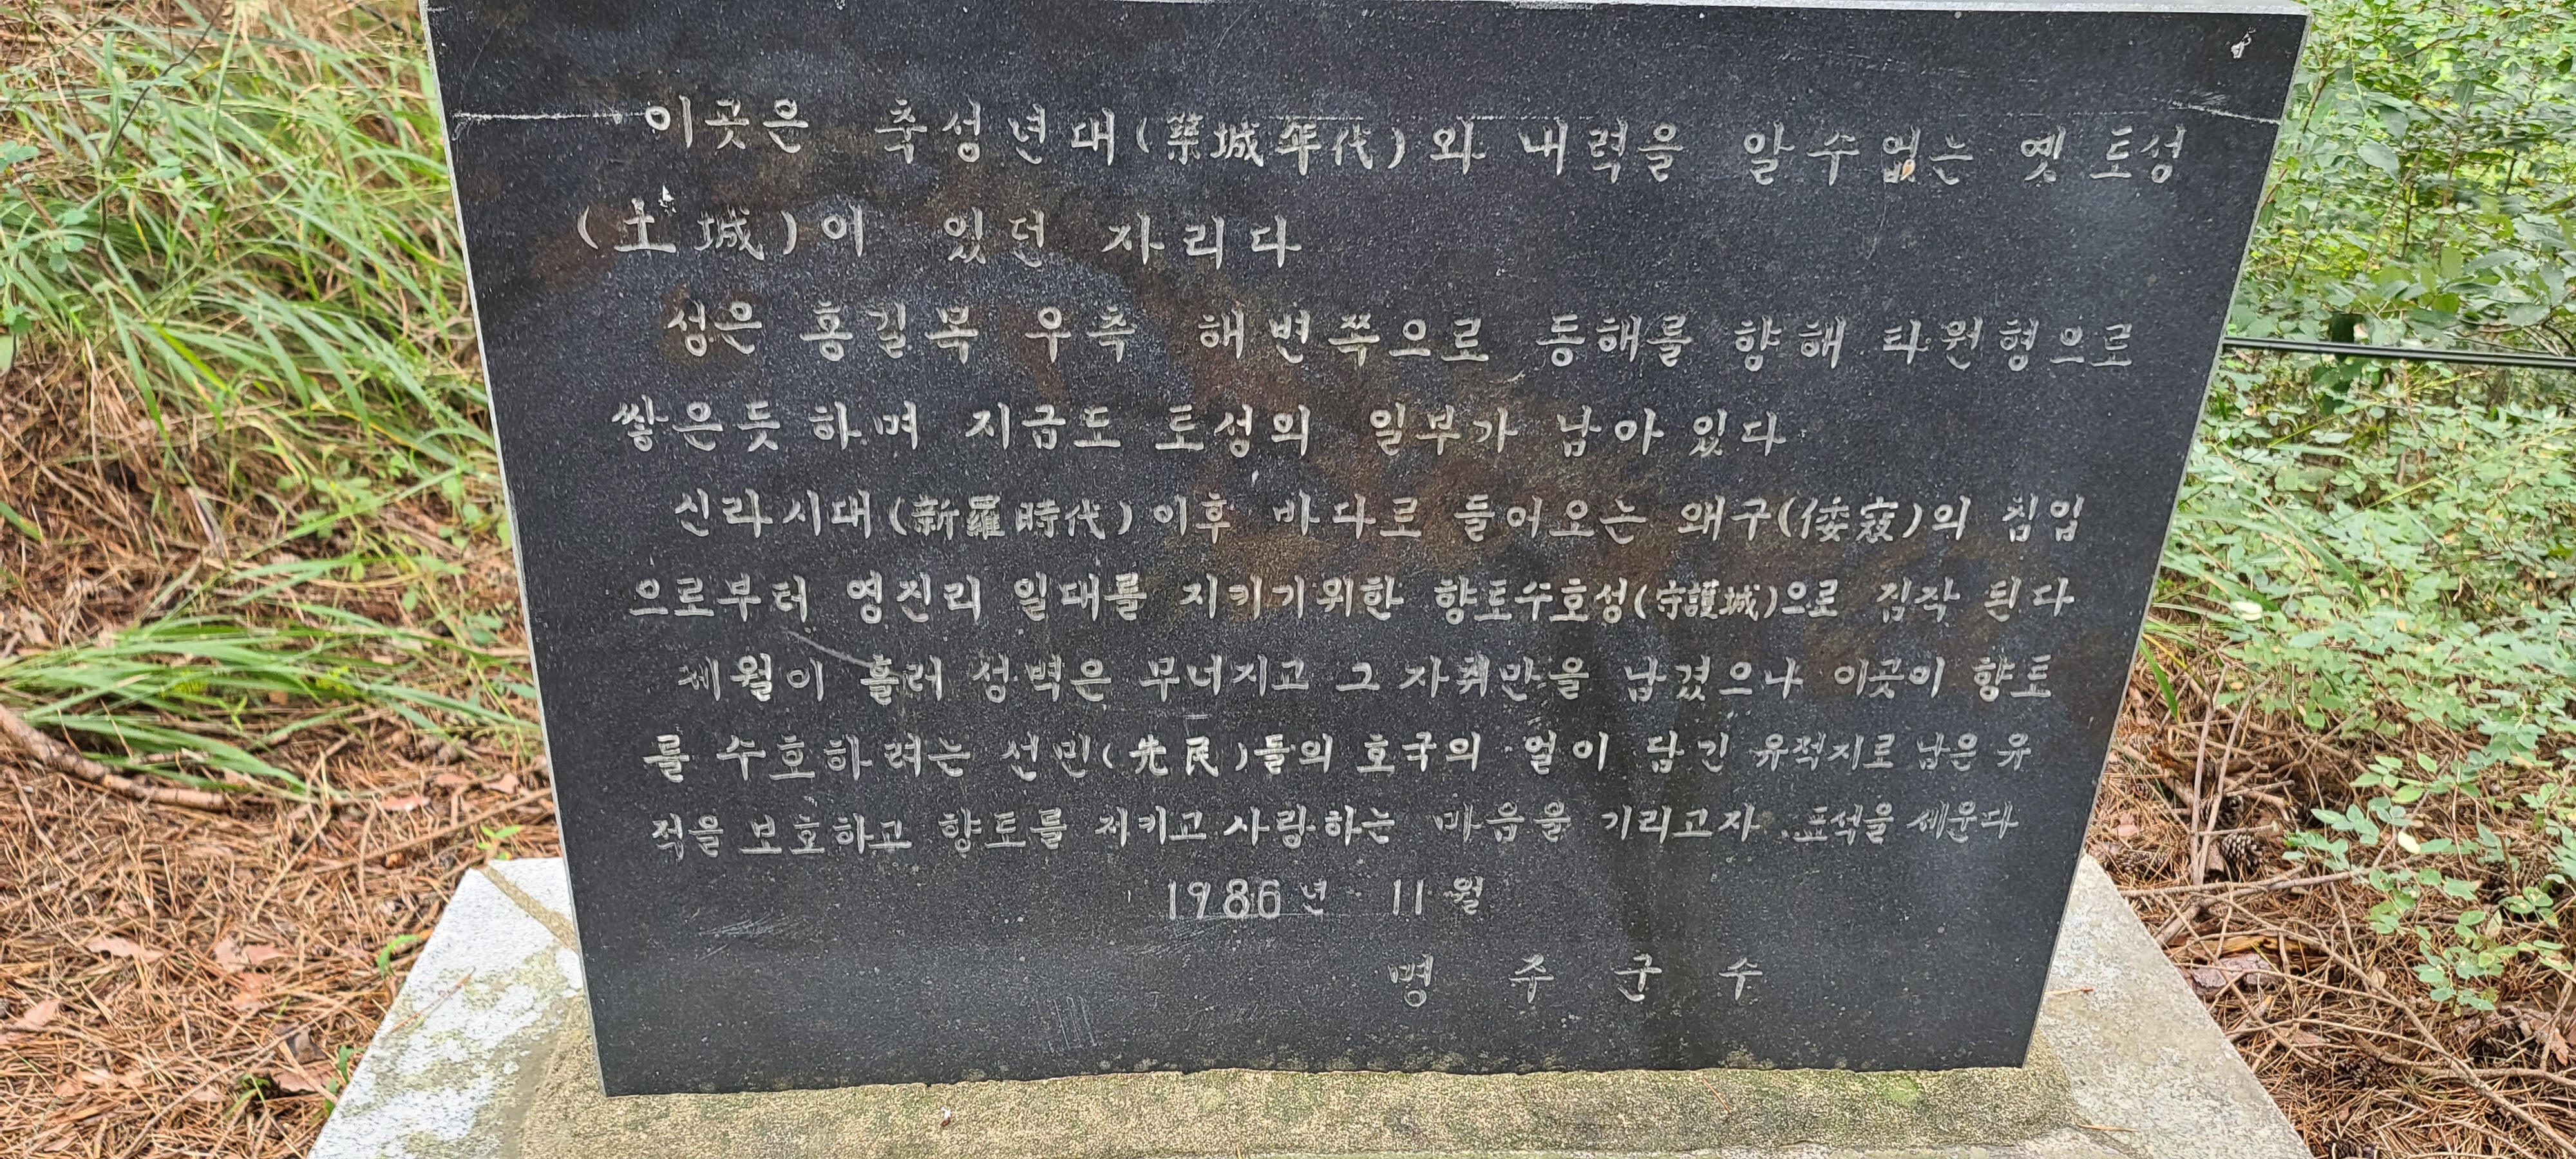 이곳은 축성년대(築城年代)와 내력을 알수없는 옛 토성
(土城)이 있던 자리다
성은 홍길목 우측 해변쪽으로 동해를 향해 타원형으로
쌓은듯 하며 지금도 토성의 일부가 남아 있다
신라시대(新羅時代) 이후 바다로 들어오는 왜구(倭寇)의 침입
으로부터 영진리 일대를 지키기위한 향토수호성(守護城)으로 짐작 된다
세월이 흘러 성벽은 무너지고 그 자취만을 남겼으나 이곳이 향토
를 수호하려는 선민(先民)들의 호국의 얼이 담긴 유적지로 남은 유
적을 보호하고 향토를 지키고 사랑하는 마음을 기리고자 표석을 세운다
1986년 11월
명 주 군 수